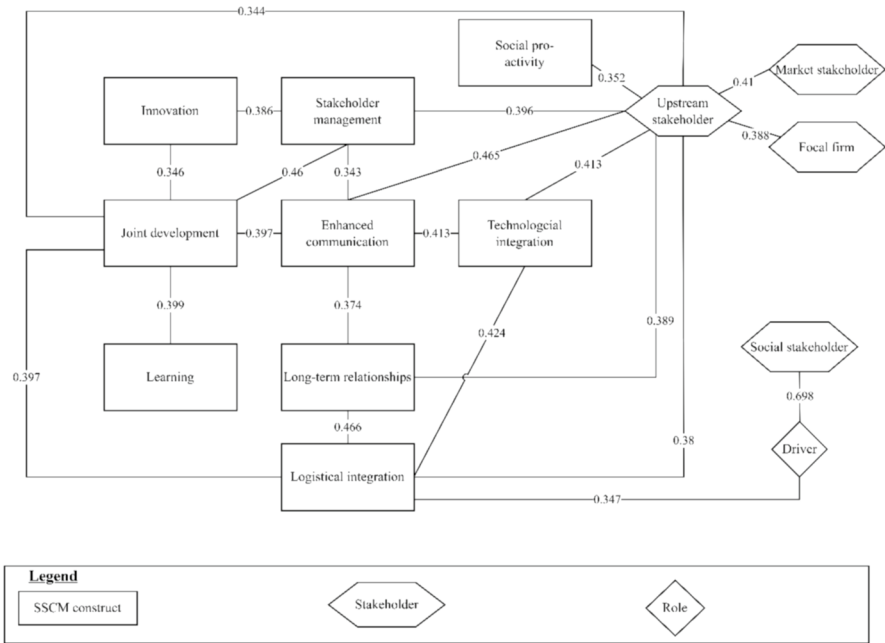 0.344
Social pro-
activity
0.352
0.41
Market stakeholder
Innovation
0.386
Stakeholder
management
0.396
Upstream
stakeholder
0.388
Focal firm
0.346
0.46
0.343
0.465
0.413
Joint development
0.397
Enhanced
communication
0.413
Technologcial
integration
0.399
0.374
0.424
0.389
Social stakeholder
0.397
Learning
Long-term relationships
0.698
0.466
0.38
Driver
Logistical integration
0.347
Legend
SSCM construct
Stakeholder
Role